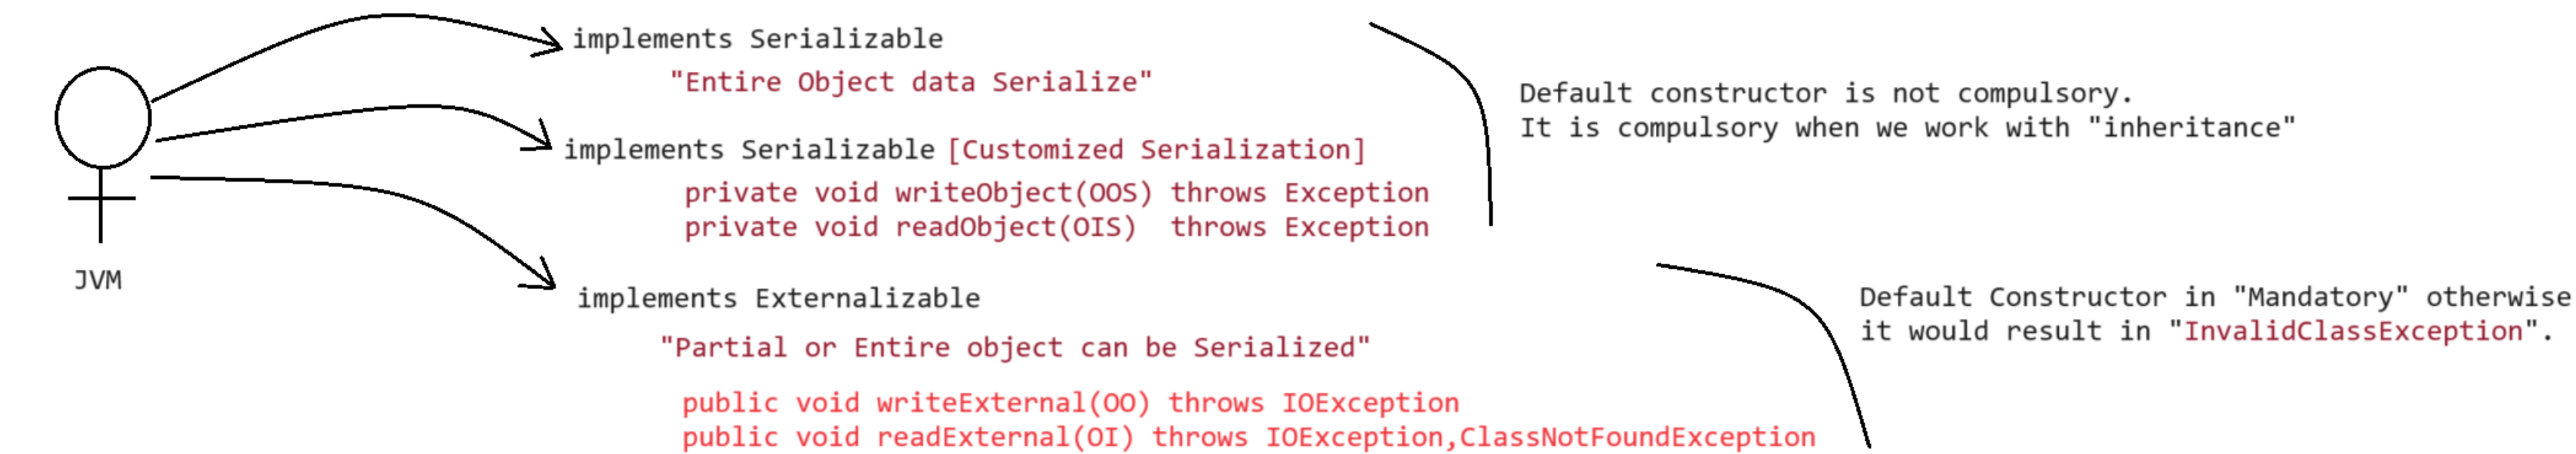 implements Serializable
"Entire Object data Serialize"
Default constructor is not compulsory.
It is compulsory when we work with "inheritance"
implements Serializable [Customized Serialization]
private void writeObject(OOS) throws Exception
private void readObject(OIS)  throws Exception
JVM
implements Externalizable
"Partial or Entire object can be Serialized"
Default Constructor in "Mandatory" otherwise
it would result in "InvalidClassException".
public void writeExternal(OO) throws IOException
public void readExternal(OI) throws IOException,ClassNotFoundException